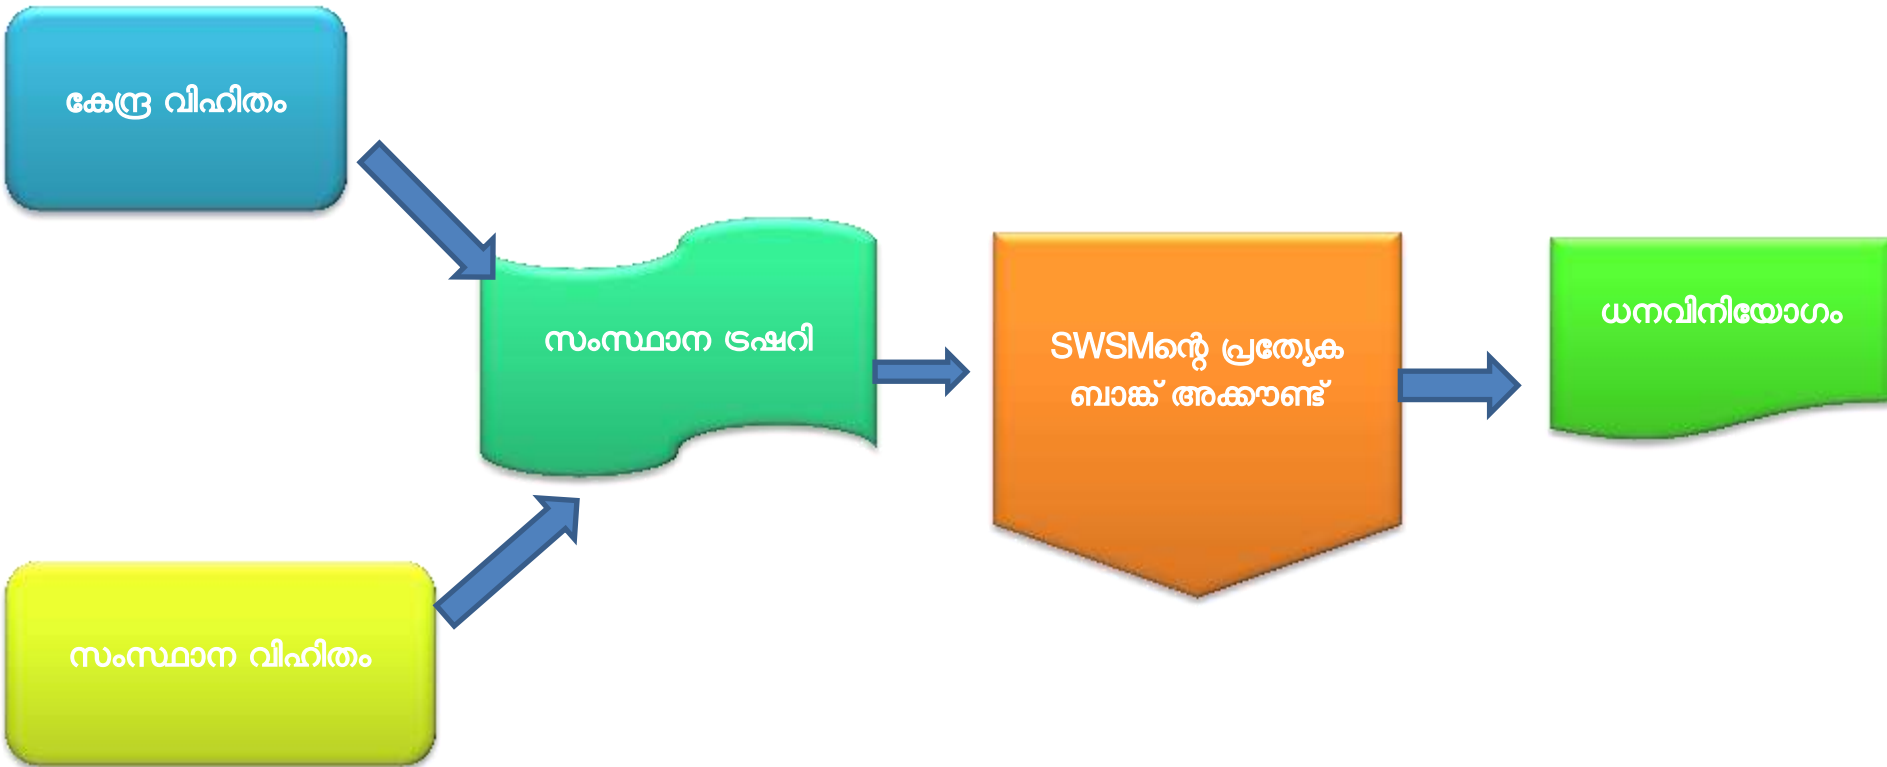 കേന്ദ്ര വിഹിതം
സംസ്ഥാന ട്രഷറി
SWSMന്റെ പ്രത്യേക
ബാങ്ക് അക്കൗണ്ട്
ധനവിനിയോഗം
സംസ്ഥാന വിഹിതം